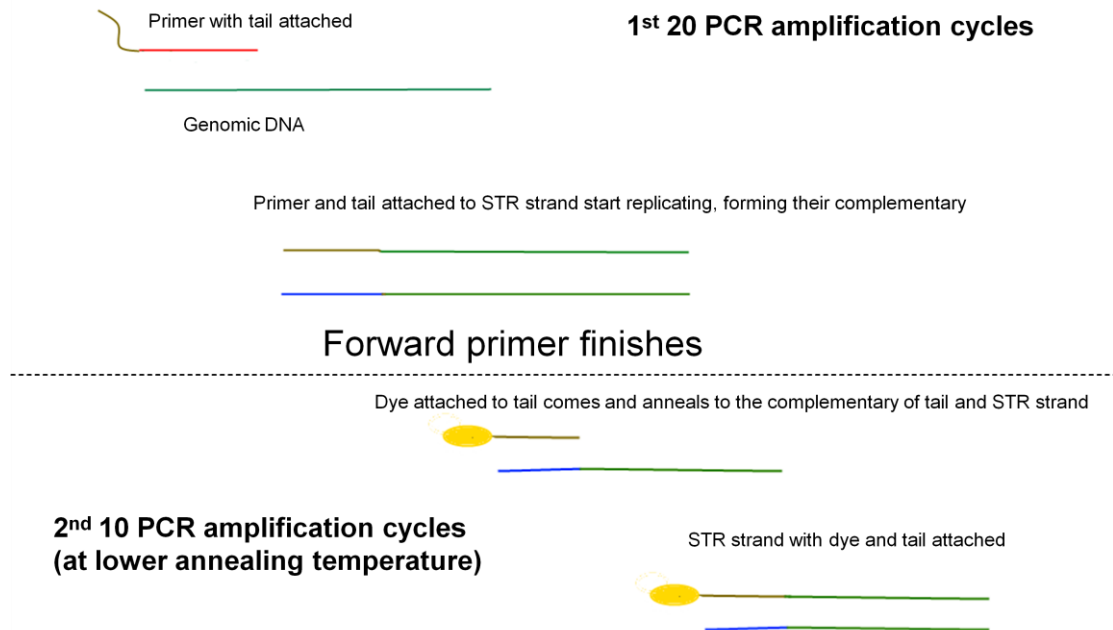 Primer with tail attached
1st 20 PCR amplification cycles
Genomic DNA
Primer and tail attached to STR strand start replicating, forming their complementary
Forward primer finishes
Dye attached to tail comes and anneals to the complementary of tail and STR strand
2nd 10 PCR amplification cycles
(at lower annealing temperature)
STR strand with dye and tail attached